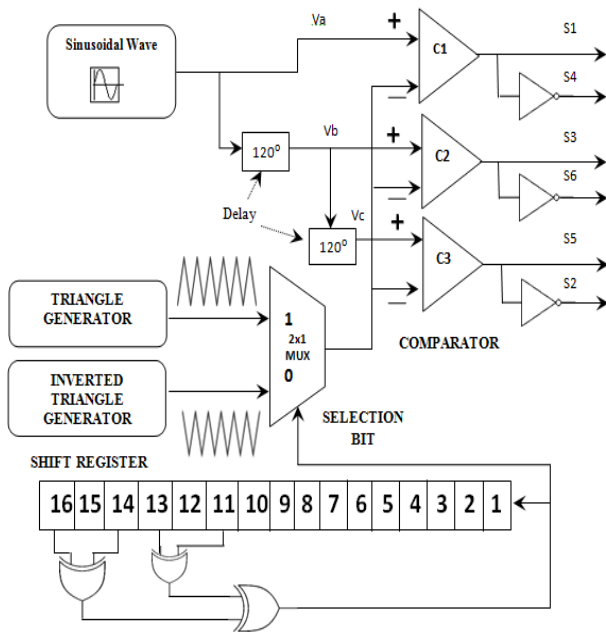 Sinusoidal Wave
Va
C1
S1
S4
120°
Vb
C2
S3
S6
Delay
120°
Vc
C3
S5
S2
TRIANGLE
GENERATOR
1
2x1
MUX
0
COMPARATOR
INVERTED
TRIANGLE
GENERATOR
SELECTION
BIT
SHIFT REGISTER
16 15 14 13 12 11 10 9 8 7 6 5 4 3 2 1